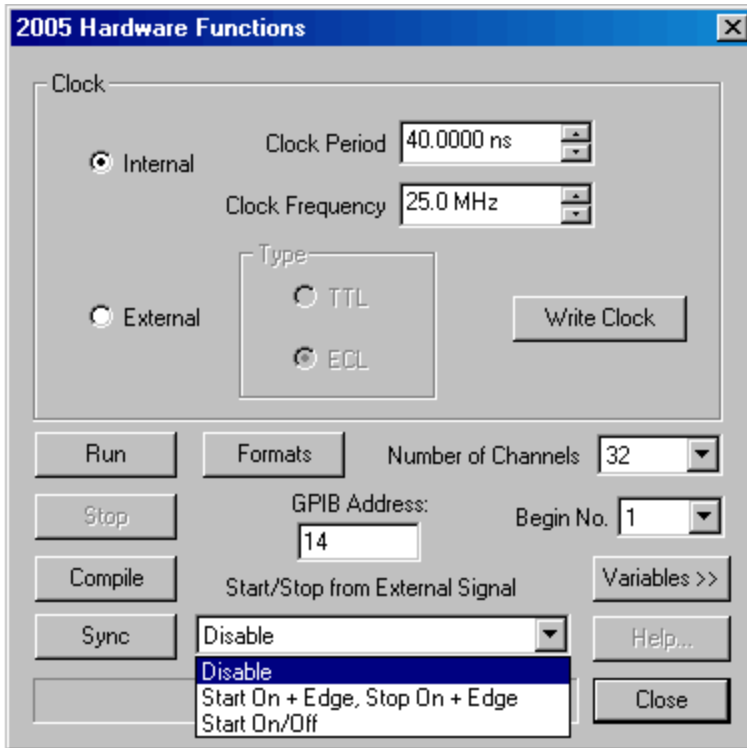 2005 Hardware Functions
Clock
Internal
Clock Period 40.0000 ns
Clock Frequency 25.0 MHz
Type
TTL
External
Write Clock
ECL
Run Formats Number of Channels 32
Stop
GPIB Address:
14
Begin No. 1
Compile
Start/Stop from External Signal
Variables >>
Sync Disable Help...
Disable
Start On + Edge, Stop On + Edge
Start On/Off
Close